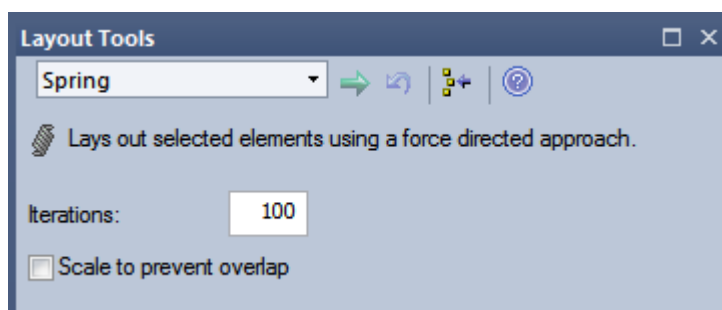 Layout Tools
Spring
?
Lays out selected elements using a force directed approach.
Iterations: 100
Scale to prevent overlap